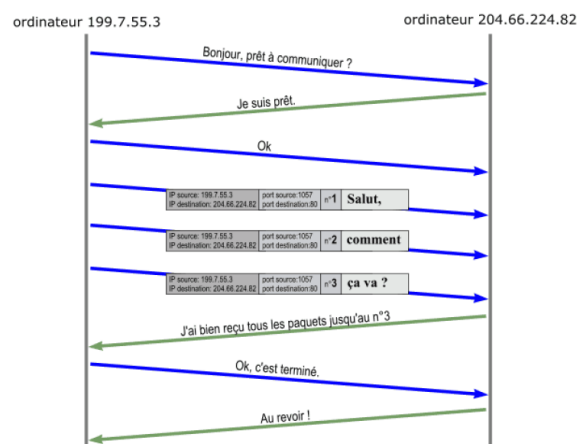 ordinateur 199.7.55.3
ordinateur 204.66.224.82
Bonjour, prêt à communiquer ?
Je suis prêt.
Ok
IP source: 199.7.55.3 port source:1057 n°1 Salut,
IP destination: 204.66.224.82 port destination:80
IP source: 199.7.55.3 port source:1057 n°2 comment
IP destination: 204.66.224.82 port destination:80
IP source: 199.7.55.3 port source:1057 n°3 ça va ?
IP destination: 204.66.224.82 port destination:80
J'ai bien reçu tous les paquets jusqu'au n°3
Ok, c'est terminé.
Au revoir !